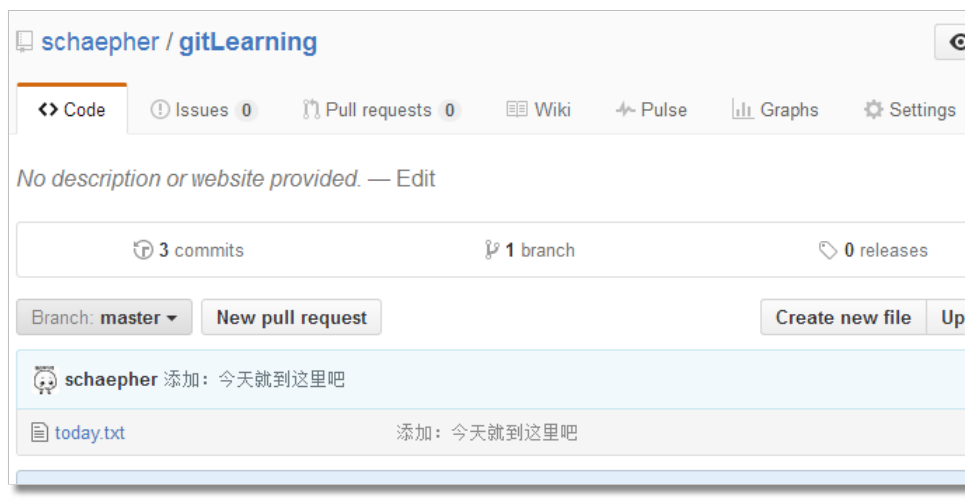 schaepher / gitLearning
Code Issues 0 Pull requests 0 Wiki Pulse Graphs Settings
No description or website provided. — Edit
3 commits 1 branch 0 releases
Branch: master New pull request Create new file Up
schaepher 添加：今天就到这里吧
today.txt 添加：今天就到这里吧